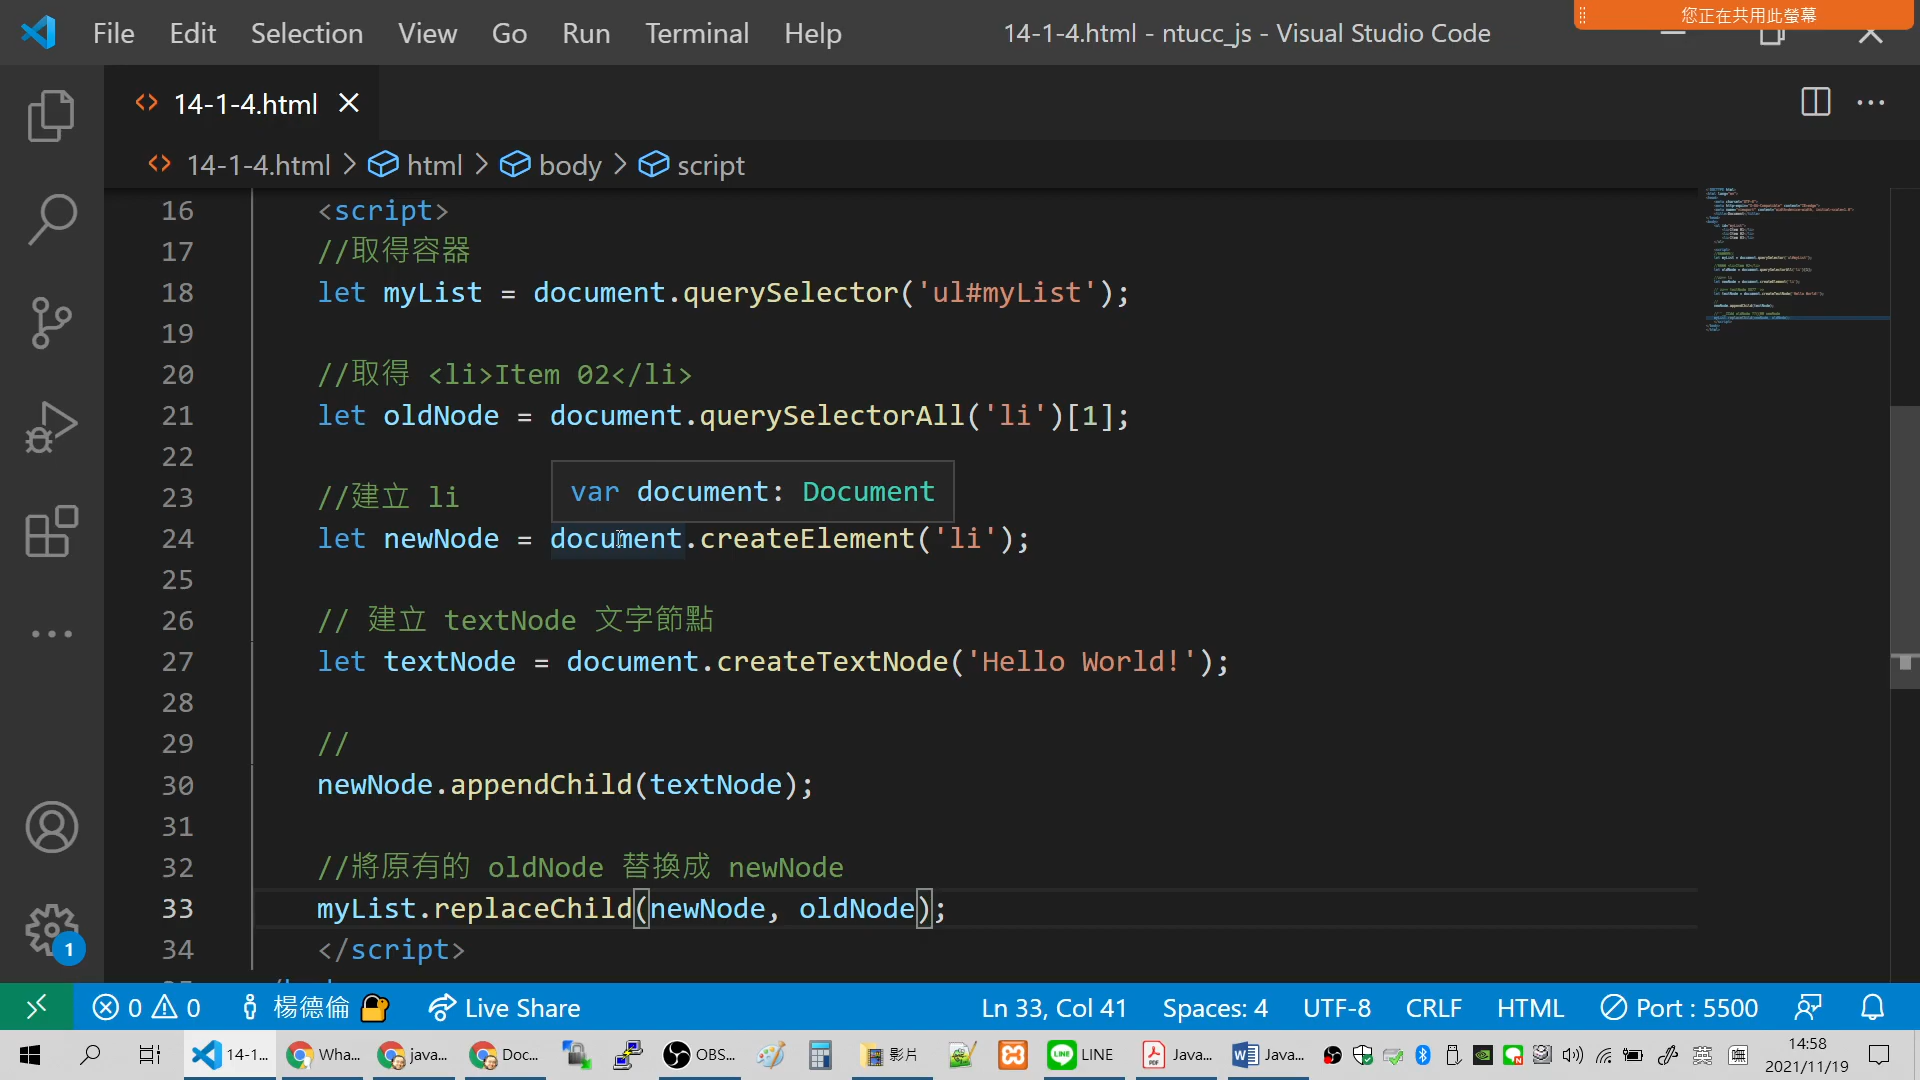 File Edit Selection View Go Run Terminal Help 14-1-4.html - ntucc_js - Visual Studio Code 您正在共用此螢幕
14-1-4.html
14-1-4.html > html > body > script
16 <script>
17 //取得容器
18 let myList = document.querySelector('ul#myList');
19
20 //取得 <li>Item 02</li>
21 let oldNode = document.querySelectorAll('li')[1];
22
var document: Document
23 //建立 li
24 let newNode = document.createElement('li');
25
26 // 建立 textNode 文字節點
27 let textNode = document.createTextNode('Hello World!');
28
29 //
30 newNode.appendChild(textNode);
31
32 //將原有的 oldNode 替換成 newNode
33 myList.replaceChild(newNode, oldNode);
34 </script>
1
0 0 楊德倫 Live Share Ln 33, Col 41 Spaces: 4 UTF-8 CRLF HTML Port : 5500
14-1... Wha... java... Doc... OBS... 影片 LINE Java... Java... 英 14:58
2021/11/19